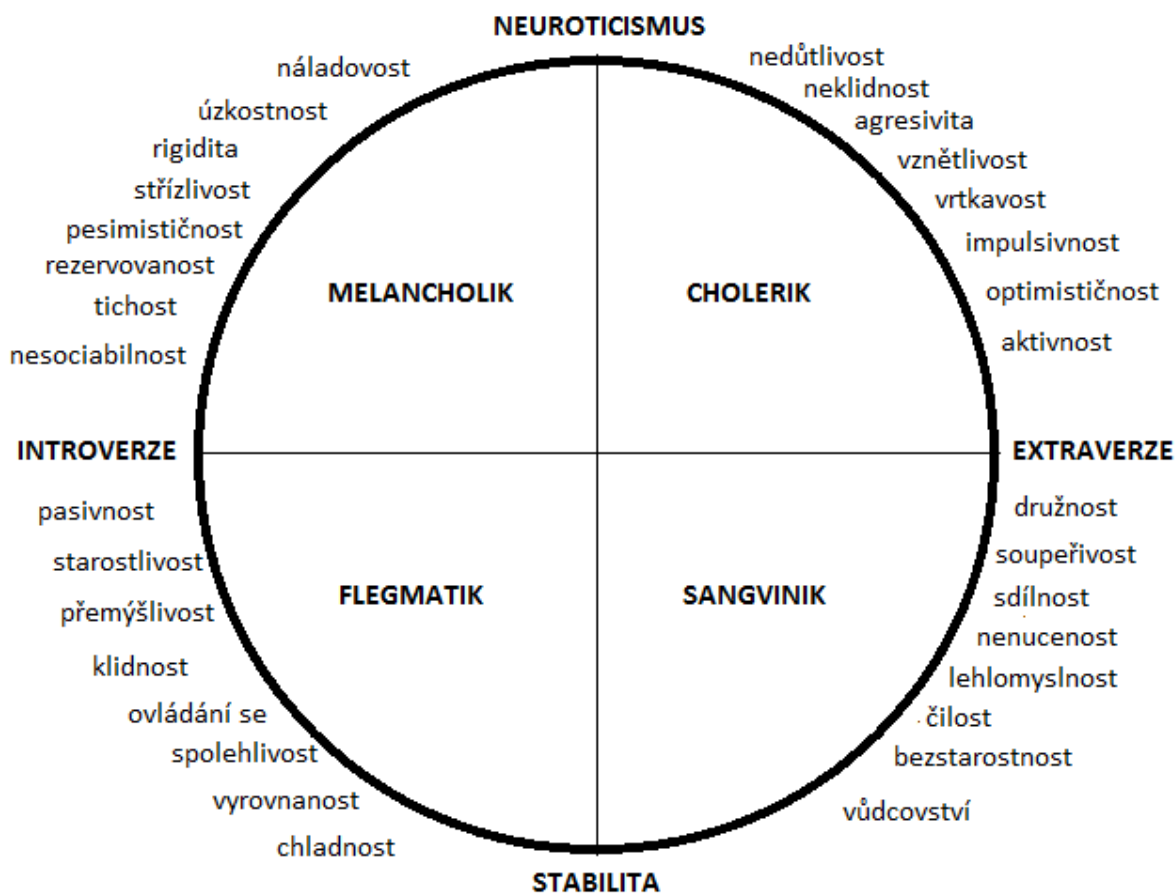 NEUROTICISMUS
náladovost
úzkostnost
rigidita
střízlivost
pesimističnost
rezervovanost
tichost
nesociabilnost
nedůtlivost
neklidnost
agresivita
vznětlivost
vrtkavost
impulsivnost
optimističnost
aktivnost
MELANCHOLIK
CHOLERIK
INTROVERZE
EXTRAVERZE
pasivnost
starostlivost
přemýšlivost
klidnost
ovládání se
spolehlivost
vyrovnanost
chladnost
FLEGMATIK
SANGVINIK
družnost
soupeřivost
sdílnost
nenucenost
lehlomyslnost
čilost
bezstarostnost
vůdcovství
STABILITA